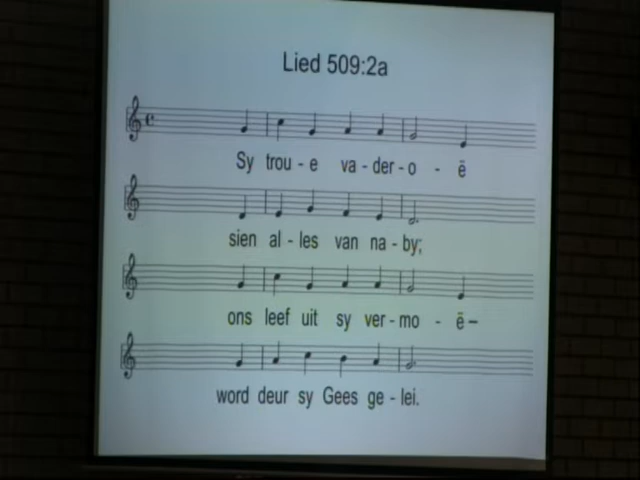 Lied 509:2a
Sy trou - e va - der - o - ë
sien al - les van na - by;
ons leef uit sy ver - mo - ë –
word deur sy Gees ge - lei.